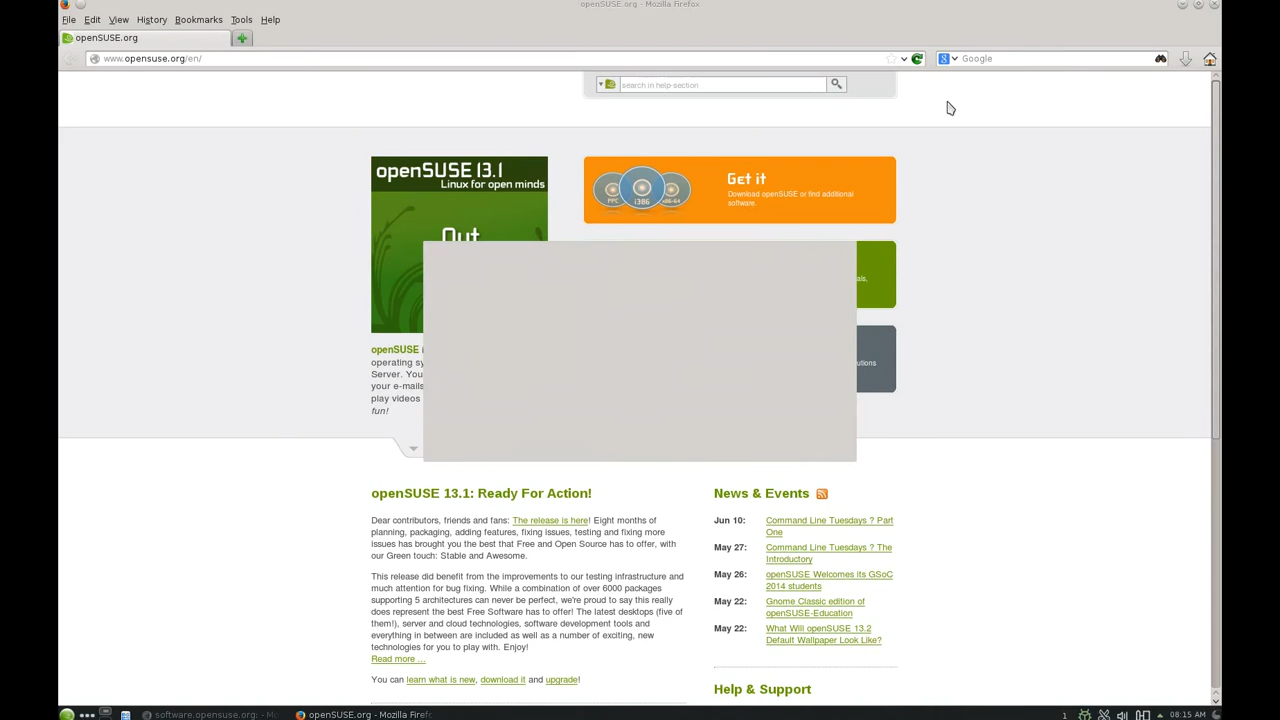 openSUSE.org - Mozilla Firefox
File Edit View History Bookmarks Tools Help
openSUSE.org
www.opensuse.org/en/
Google
search in help-section
openSUSE 13.1
Linux for open minds
Out
Get it
Download openSUSE or find additional
software.
PPC i386 x86-64
openSUSE
operating
Server. You
your e-mails
play videos
fun!
openSUSE 13.1: Ready For Action!
Dear contributors, friends and fans: The release is here! Eight months of
planning, packaging, adding features, fixing issues, testing and fixing more
issues has brought you the best that Free and Open Source has to offer, with
our Green touch: Stable and Awesome.
This release did benefit from the improvements to our testing infrastructure and
much attention for bug fixing. While a combination of over 6000 packages
supporting 5 architectures can never be perfect, we're proud to say this really
does represent the best Free Software has to offer! The latest desktops (five of
them!), server and cloud technologies, software development tools and
everything in between are included as well as a number of exciting, new
technologies for you to play with. Enjoy!
Read more ...
You can learn what is new, download it and upgrade!
News & Events
Jun 10: Command Line Tuesdays ? Part
One
May 27: Command Line Tuesdays ? The
Introductory
May 26: openSUSE Welcomes its GSoC
2014 students
May 22: Gnome Classic edition of
openSUSE-Education
May 22: What Will openSUSE 13.2
Default Wallpaper Look Like?
Help & Support
software.opensuse.org: - Mo
openSUSE.org - Mozilla Firefo
1
08:15 AM